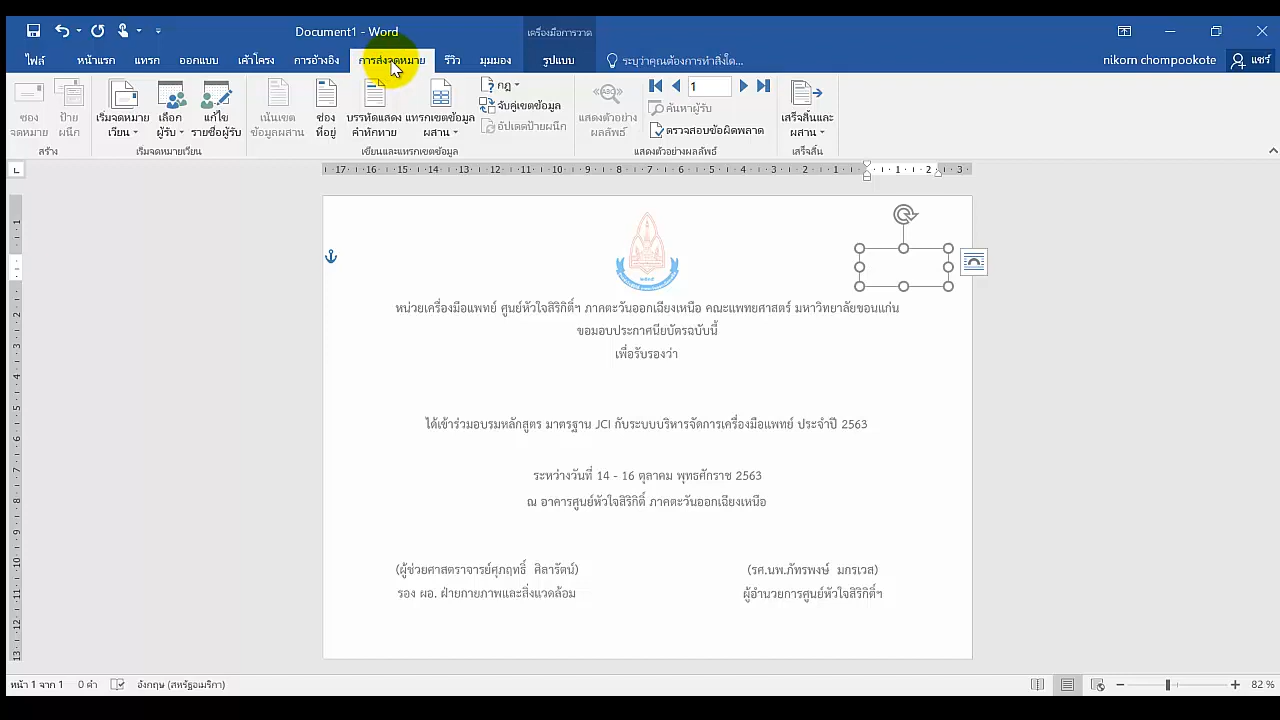 Document1 - Word
เครื่องมือการวาด
ไฟล์ หน้าแรก แทรก ออกแบบ เค้าโครง การอ้างอิง การส่งจดหมาย รีวิว มุมมอง รูปแบบ ระบุว่าคุณต้องการทำสิ่งใด... nikom chompookote แชร์
ซองจดหมาย
ป้ายผนึก
เริ่มจดหมายเวียน
เลือกผู้รับ
แก้ไขรายชื่อผู้รับ
เน้นเขตข้อมูลผสาน
ช่องที่อยู่
บรรทัดแสดงคำทักทาย
แทรกเขตข้อมูลผสาน
กฎ
จับคู่เขตข้อมูล
อัปเดตป้ายผนึก
แสดงตัวอย่างผลลัพธ์
1
ค้นหาผู้รับ
ตรวจสอบข้อผิดพลาด
เสร็จสิ้นและผสาน
สร้าง เริ่มจดหมายเวียน เขียนและแทรกเขตข้อมูล แสดงตัวอย่างผลลัพธ์ เสร็จสิ้น
17 16 15 14 13 12 11 10 9 8 7 6 5 4 3 2 1 1 2 3
หน่วยเครื่องมือแพทย์ ศูนย์หัวใจสิริกิติ์ฯ ภาคตะวันออกเฉียงเหนือ คณะแพทยศาสตร์ มหาวิทยาลัยขอนแก่น
ขอมอบประกาศนียบัตรฉบับนี้
เพื่อรับรองว่า
ได้เข้าร่วมอบรมหลักสูตร มาตรฐาน JCI กับระบบบริหารจัดการเครื่องมือแพทย์ ประจำปี 2563
ระหว่างวันที่ 14 - 16 ตุลาคม พุทธศักราช 2563
ณ อาคารศูนย์หัวใจสิริกิติ์ ภาคตะวันออกเฉียงเหนือ
(ผู้ช่วยศาสตราจารย์ศุภฤทธิ์ ศิลารัตน์) (รศ.นพ.ภัทรพงษ์ มกรเวส)
รอง ผอ. ฝ่ายกายภาพและสิ่งแวดล้อม ผู้อำนวยการศูนย์หัวใจสิริกิติ์ฯ
หน้า 1 จาก 1 0 คำ อังกฤษ (สหรัฐอเมริกา) 82 %